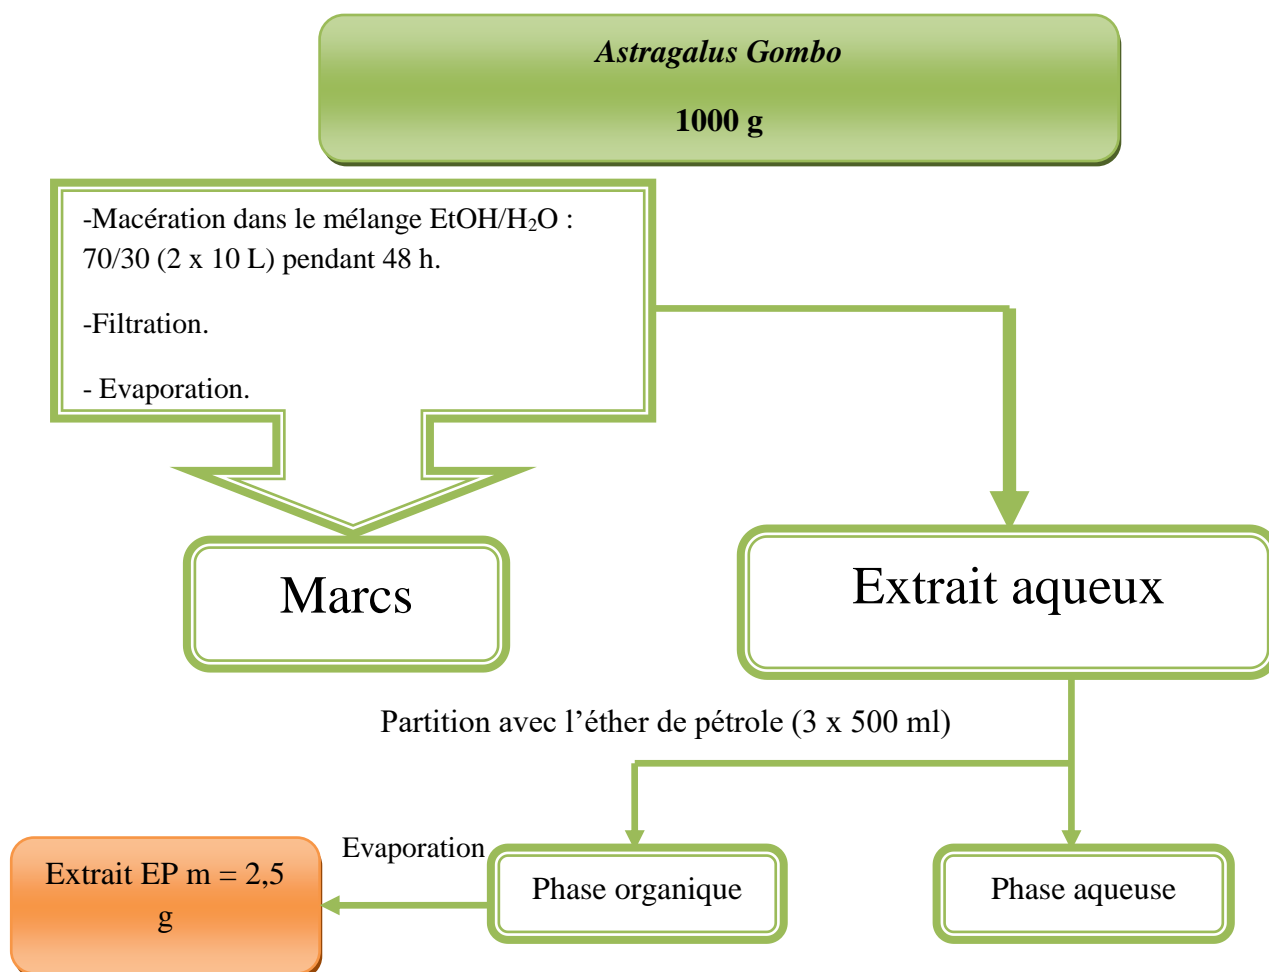 Astragalus Gombo
1000 g
-Macération dans le mélange EtOH/H₂O :
70/30 (2 x 10 L) pendant 48 h.
-Filtration.
- Evaporation.
Marcs
Extrait aqueux
Partition avec l’éther de pétrole (3 x 500 ml)
Evaporation
Extrait EP m = 2,5
g
Phase organique
Phase aqueuse